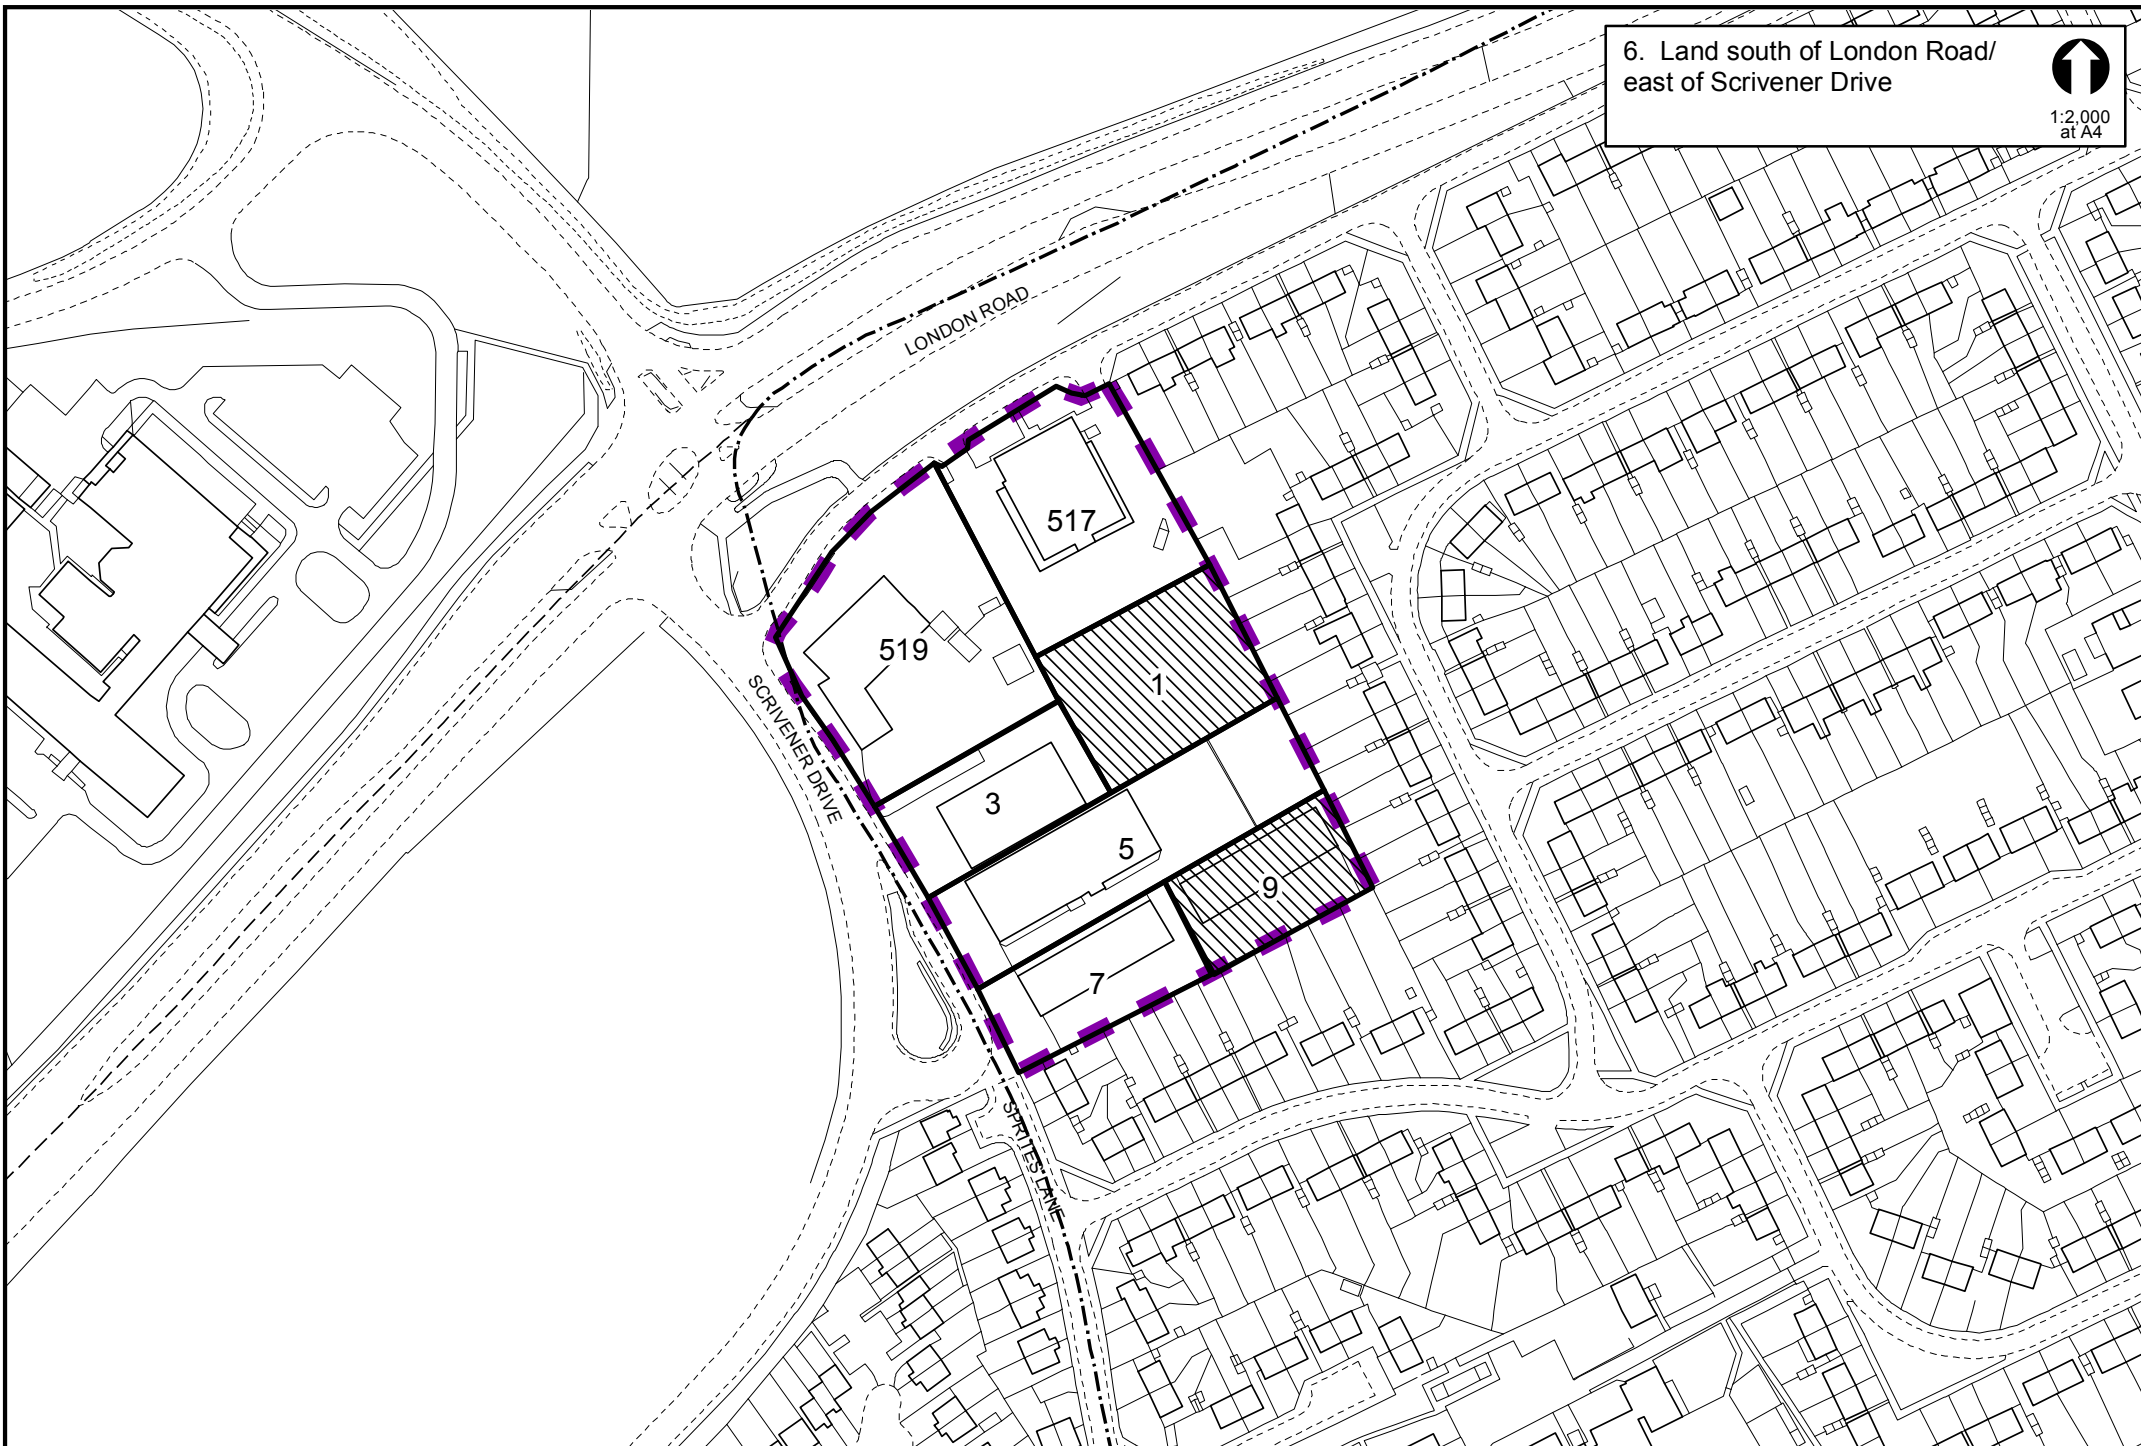 6. Land south of London Road/
east of Scrivener Drive
1:2,000
at A4
LONDON ROAD
517
519
1
SCRIVENER DRIVE
3
5
9
7
SPRITES LANE